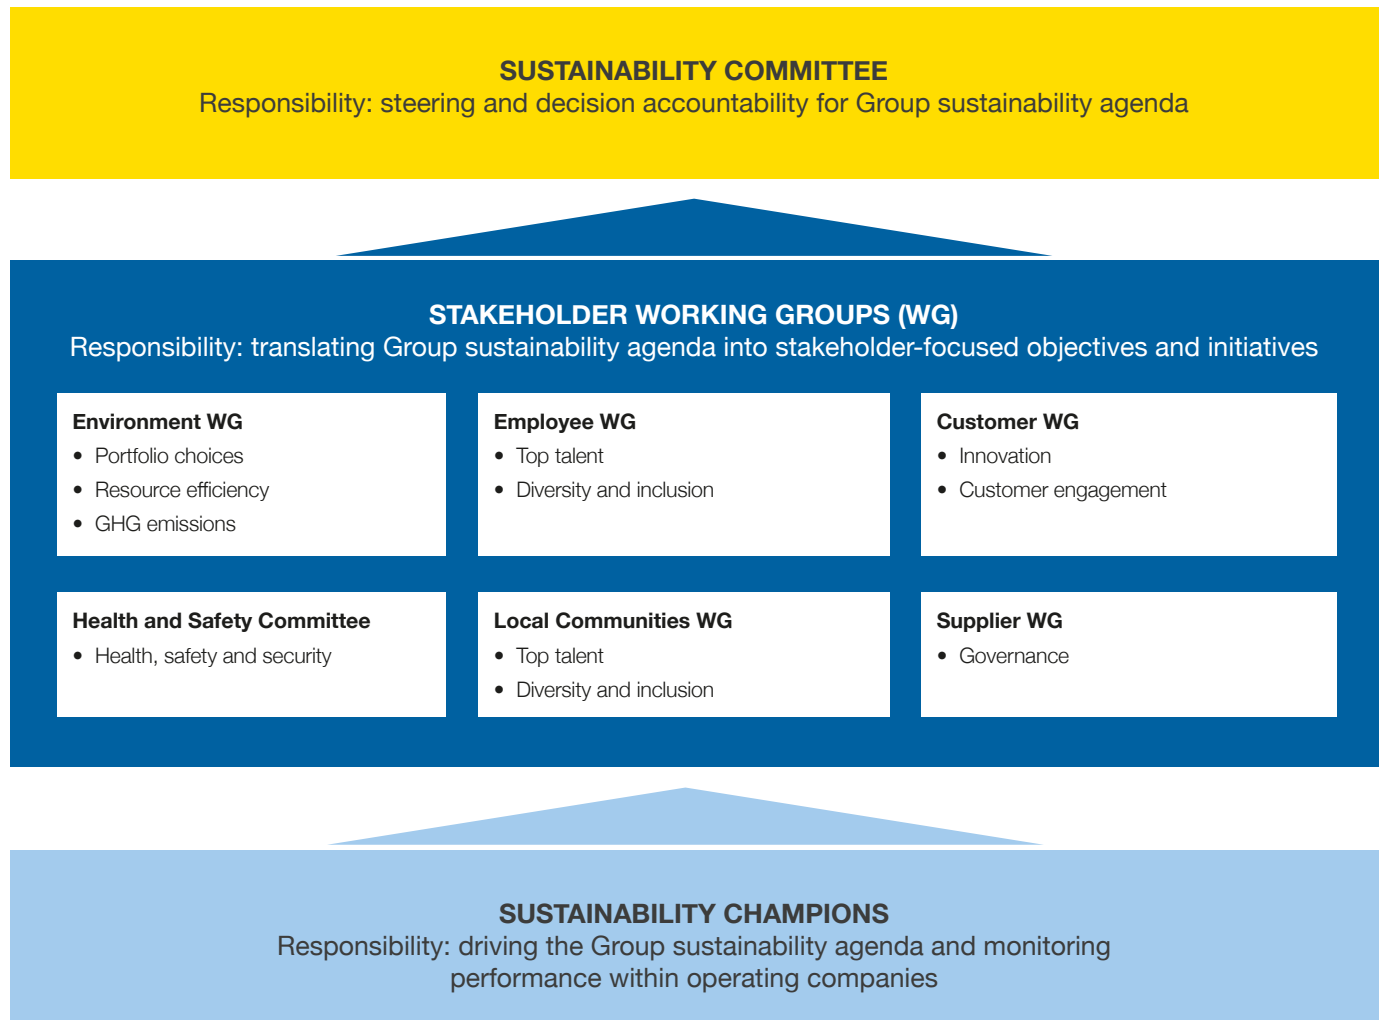 SUSTAINABILITY COMMITTEE
Responsibility: steering and decision accountability for Group sustainability agenda
STAKEHOLDER WORKING GROUPS (WG)
Responsibility: translating Group sustainability agenda into stakeholder-focused objectives and initiatives
Environment WG
• Portfolio choices
• Resource efficiency
• GHG emissions
Employee WG
• Top talent
• Diversity and inclusion
Customer WG
• Innovation
• Customer engagement
Health and Safety Committee
• Health, safety and security
Local Communities WG
• Top talent
• Diversity and inclusion
Supplier WG
• Governance
SUSTAINABILITY CHAMPIONS
Responsibility: driving the Group sustainability agenda and monitoring
performance within operating companies